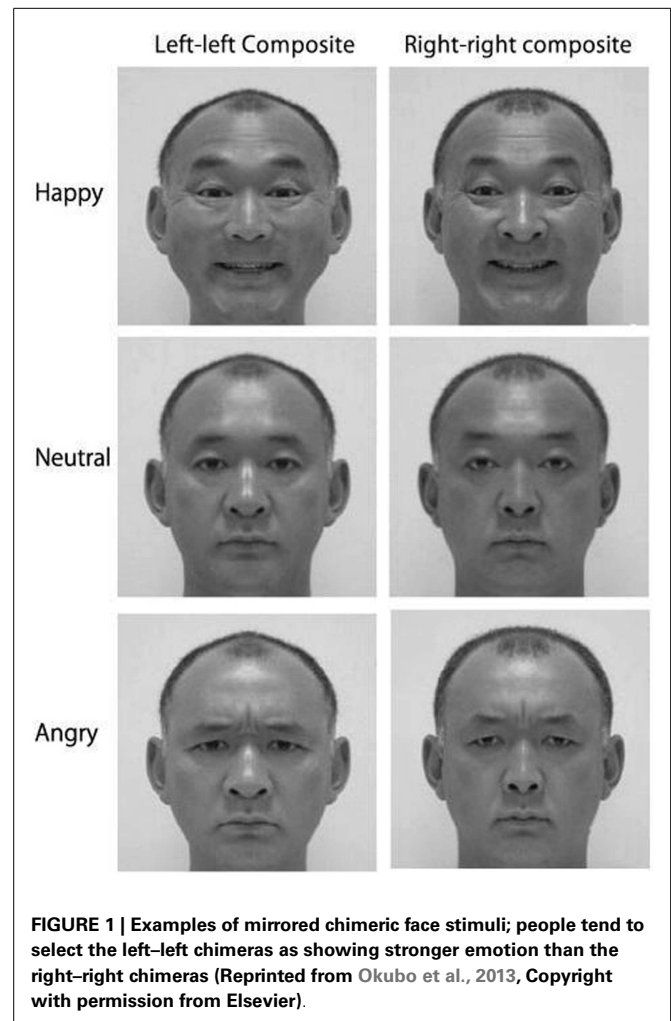 Left-left Composite Right-right composite
Happy
Neutral
Angry
FIGURE 1 | Examples of mirrored chimeric face stimuli; people tend to
select the left–left chimeras as showing stronger emotion than the
right–right chimeras (Reprinted from Okubo et al., 2013, Copyright
with permission from Elsevier).